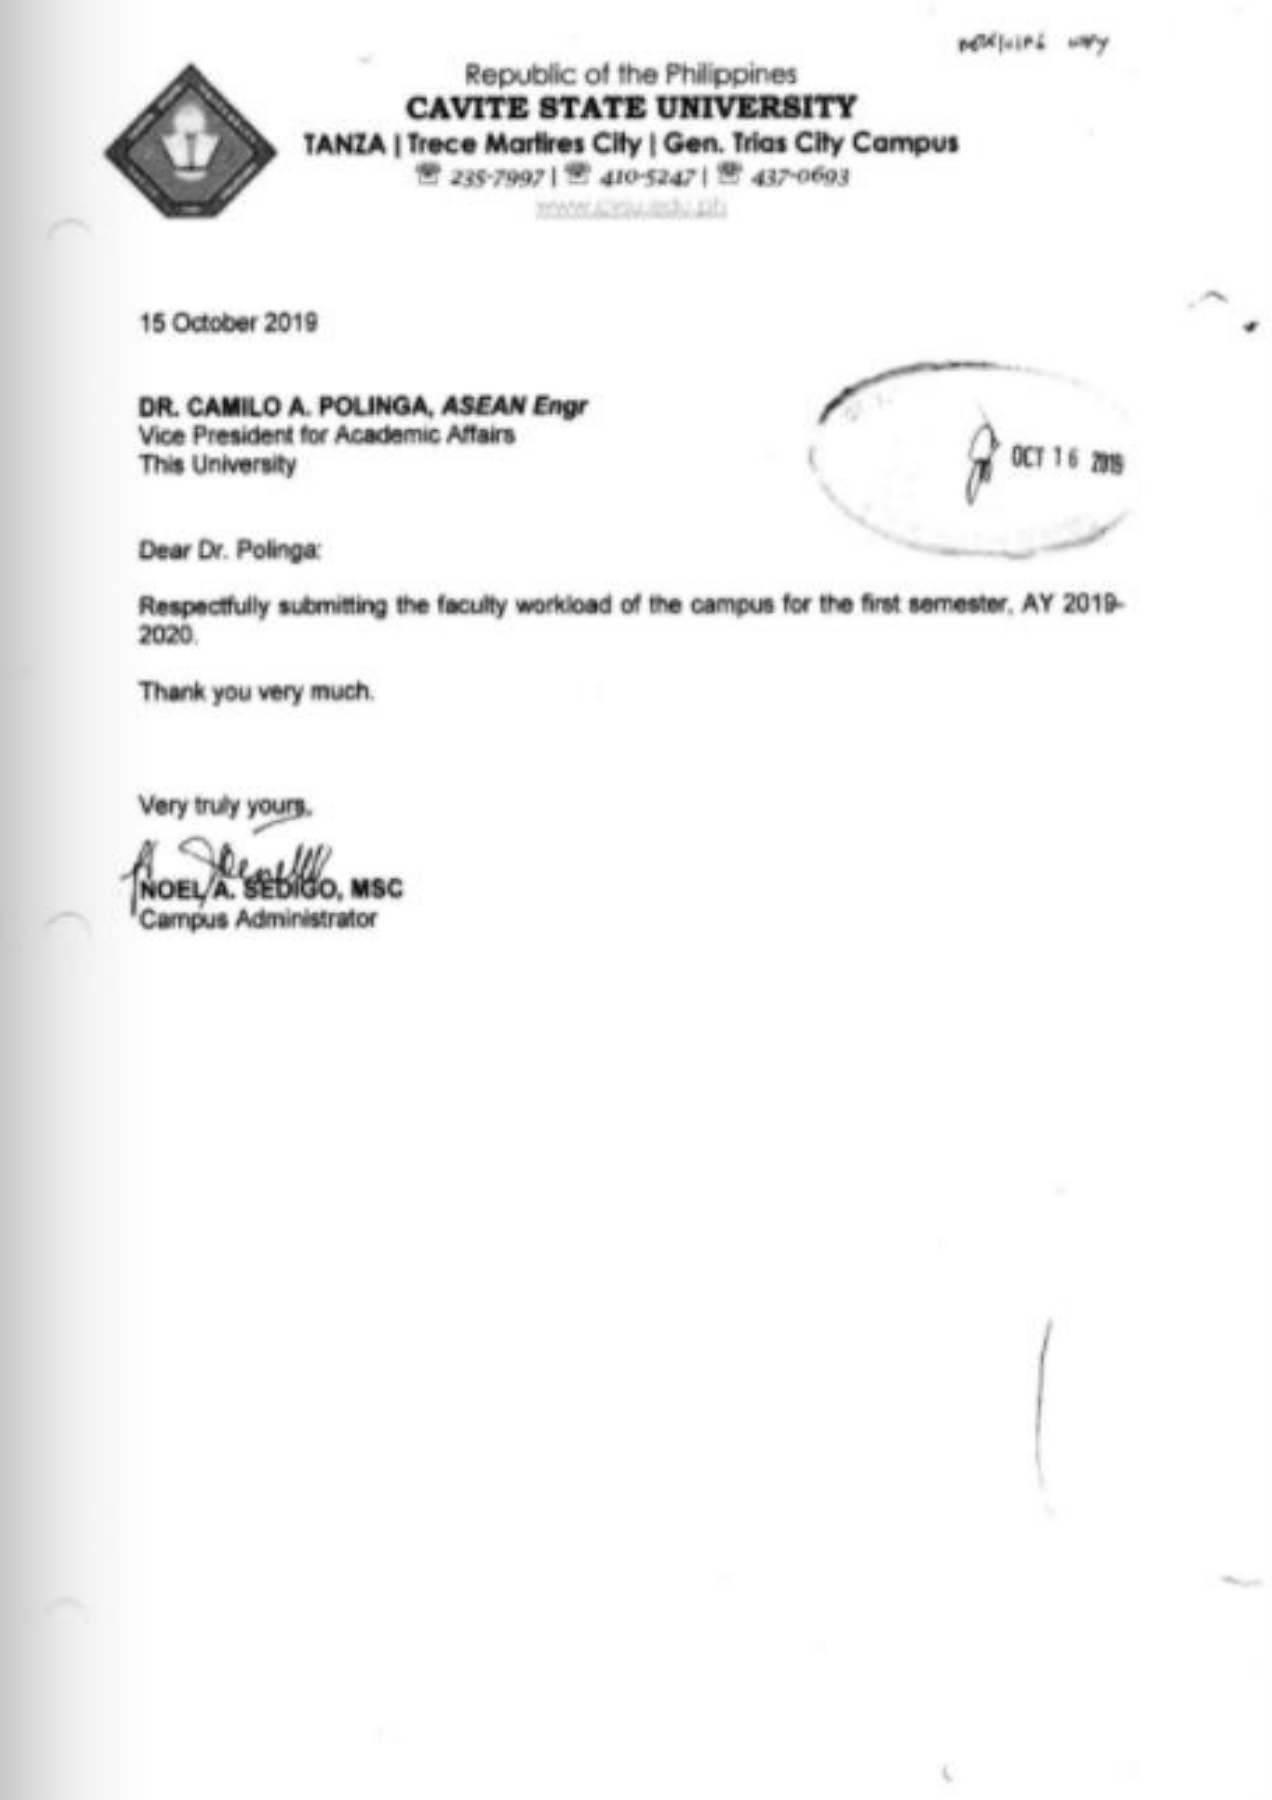 Republic of the Philippines
CAVITE STATE UNIVERSITY
TANZA | Trece Martires City | Gen. Trias City Campus
☏ 235-7997 | ☏ 410-5247 | ☏ 437-0693
www.cvsu.edu.ph
15 October 2019
DR. CAMILO A. POLINGA, ASEAN Engr
Vice President for Academic Affairs
This University
OCT 16 2019
Dear Dr. Polinga:
Respectfully submitting the faculty workload of the campus for the first semester, AY 2019-
2020.
Thank you very much.
Very truly yours,
NOEL A. SEDIGO, MSC
Campus Administrator